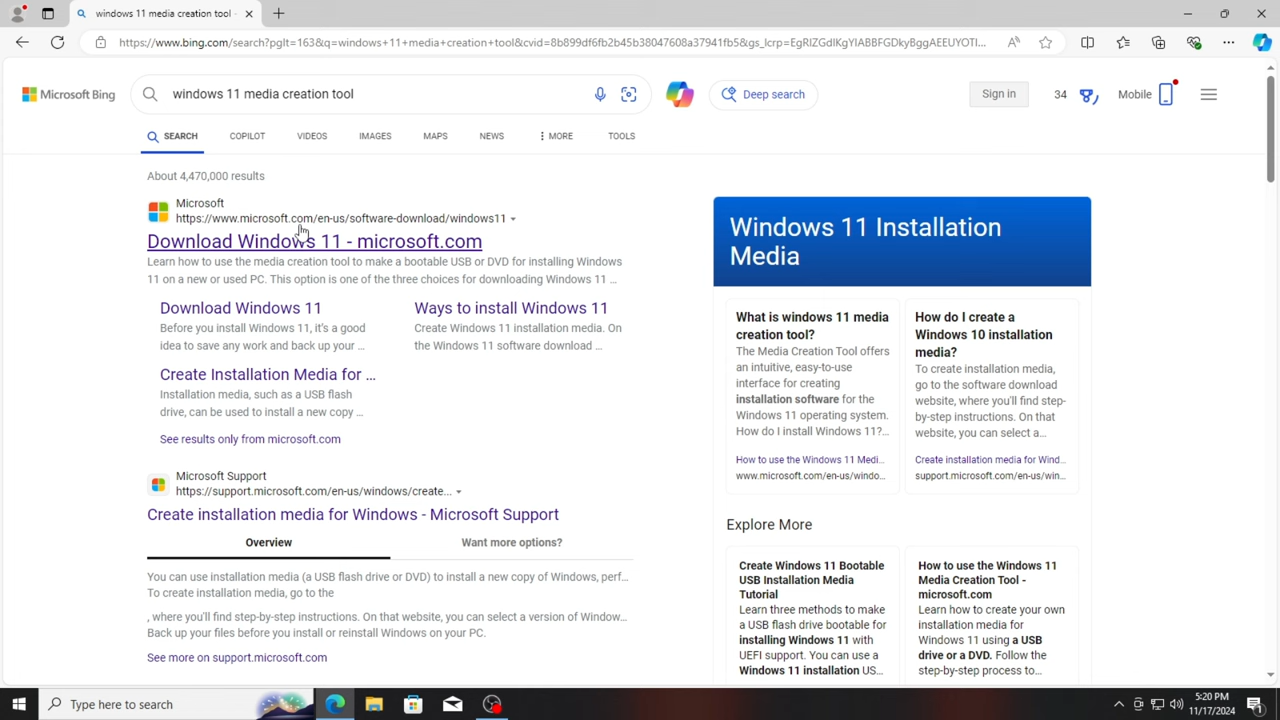 windows 11 media creation tool -
https://www.bing.com/search?pglt=163&q=windows+11+media+creation+tool&cvid=8b899df6fb2b45b38047608a37941fb5&gs_lcrp=EgRlZGdlKgYIABBFGDkyBggAEEUYOTI...
Microsoft Bing
windows 11 media creation tool
Deep search
Sign in
34
Mobile
SEARCH
COPILOT
VIDEOS
IMAGES
MAPS
NEWS
MORE
TOOLS
About 4,470,000 results
Microsoft
https://www.microsoft.com/en-us/software-download/windows11
Download Windows 11 - microsoft.com
Learn how to use the media creation tool to make a bootable USB or DVD for installing Windows
11 on a new or used PC. This option is one of the three choices for downloading Windows 11 ...
Download Windows 11
Before you install Windows 11, it's a good
idea to save any work and back up your ...
Ways to install Windows 11
Create Windows 11 installation media. On
the Windows 11 software download ...
Create Installation Media for ...
Installation media, such as a USB flash
drive, can be used to install a new copy ...
See results only from microsoft.com
Microsoft Support
https://support.microsoft.com/en-us/windows/create...
Create installation media for Windows - Microsoft Support
Overview
Want more options?
You can use installation media (a USB flash drive or DVD) to install a new copy of Windows, perf...
To create installation media, go to the
, where you'll find step-by-step instructions. On that website, you can select a version of Window...
Back up your files before you install or reinstall Windows on your PC.
See more on support.microsoft.com
Windows 11 Installation
Media
What is windows 11 media
creation tool?
The Media Creation Tool offers
an intuitive, easy-to-use
interface for creating
installation software for the
Windows 11 operating system.
How do I install Windows 11?...
How to use the Windows 11 Medi...
www.microsoft.com/en-us/windo...
How do I create a
Windows 10 installation
media?
To create installation media,
go to the software download
website, where you'll find step-
by-step instructions. On that
website, you can select a...
Create installation media for Wind...
support.microsoft.com/en-us/win...
Explore More
Create Windows 11 Bootable
USB Installation Media
Tutorial
Learn three methods to make
a USB flash drive bootable for
installing Windows 11 with
UEFI support. You can use a
Windows 11 installation US...
How to use the Windows 11
Media Creation Tool -
microsoft.com
Learn how to create your own
installation media for
Windows 11 using a USB
drive or a DVD. Follow the
step-by-step process to...
Type here to search
5:20 PM
11/17/2024
1